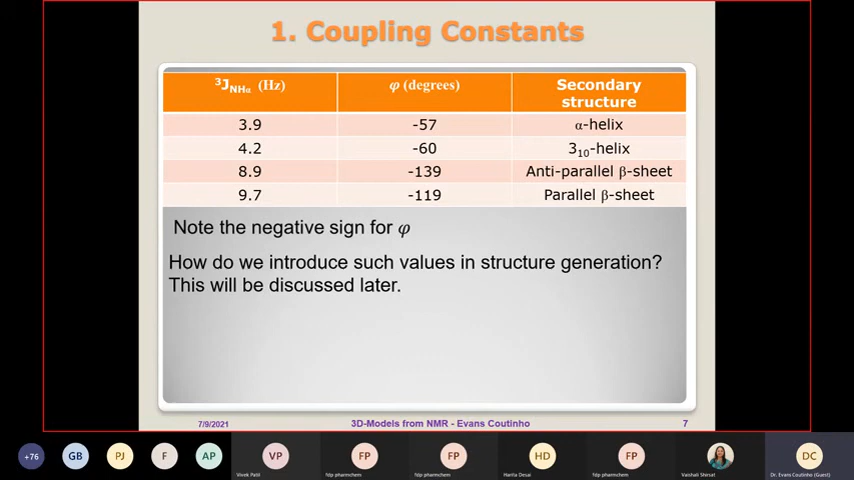 1. Coupling Constants
³J_NHα (Hz) φ (degrees) Secondary structure
3.9 -57 α-helix
4.2 -60 3₁₀-helix
8.9 -139 Anti-parallel β-sheet
9.7 -119 Parallel β-sheet
Note the negative sign for φ
How do we introduce such values in structure generation?
This will be discussed later.
7/9/2021 3D-Models from NMR - Evans Coutinho 7
+76 GB PJ F AP VP FP FP HD FP DC
Vivek Patil fdp pharmchem fdp pharmchem Harita Desai fdp pharmchem Vaishali Shirsat Dr. Evans Coutinho (Guest)